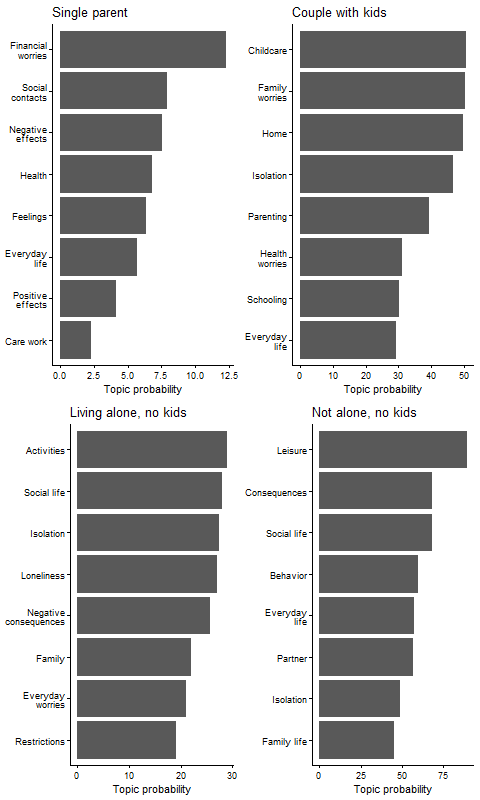 Single parent
Financial
worries
Social
contacts
Negative
effects
Health
Feelings
Everyday
life
Positive
effects
Care work
0.0 2.5 5.0 7.5 10.0 12.5
Topic probability
Couple with kids
Childcare
Family
worries
Home
Isolation
Parenting
Health
worries
Schooling
Everyday
life
0 10 20 30 40 50
Topic probability
Living alone, no kids
Activities
Social life
Isolation
Loneliness
Negative
consequences
Family
Everyday
worries
Restrictions
0 10 20 30
Topic probability
Not alone, no kids
Leisure
Consequences
Social life
Behavior
Everyday
life
Partner
Isolation
Family life
0 25 50 75
Topic probability